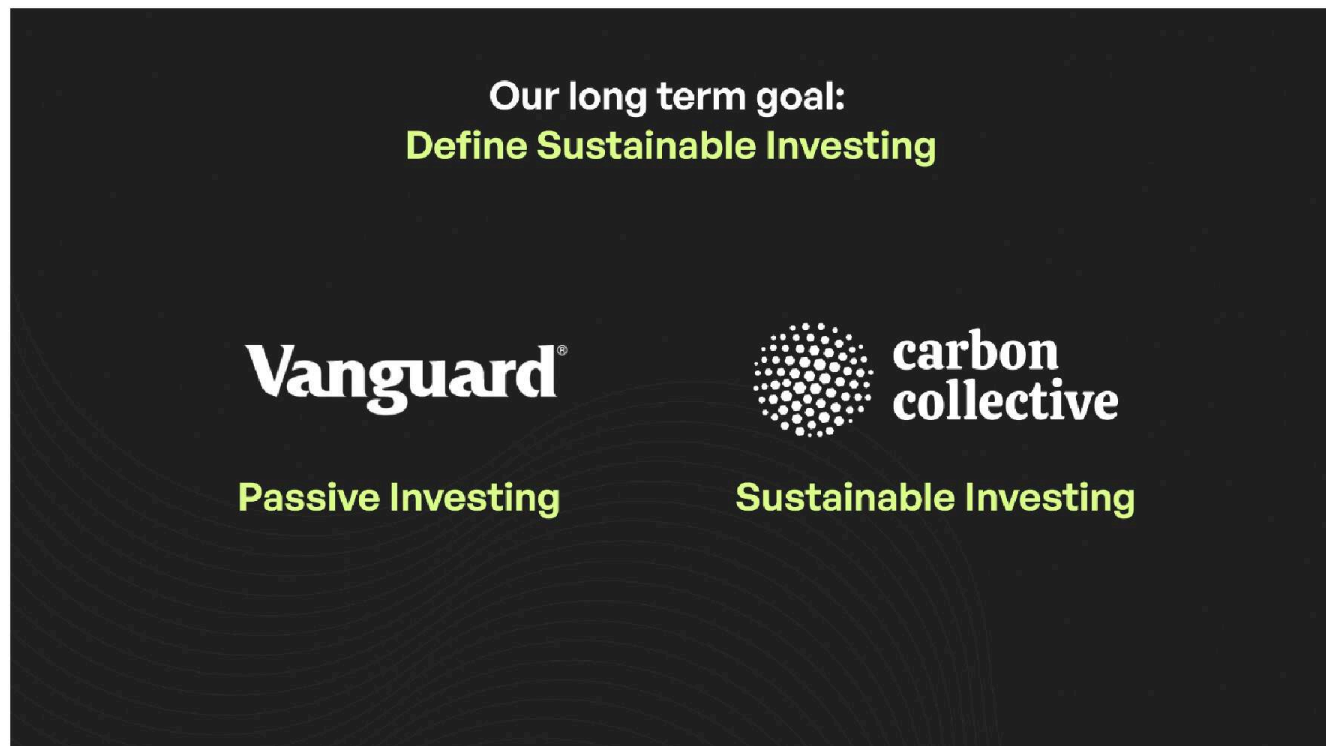 Our long term goal:
Define Sustainable Investing
Vanguard®
carbon
collective
Passive Investing
Sustainable Investing